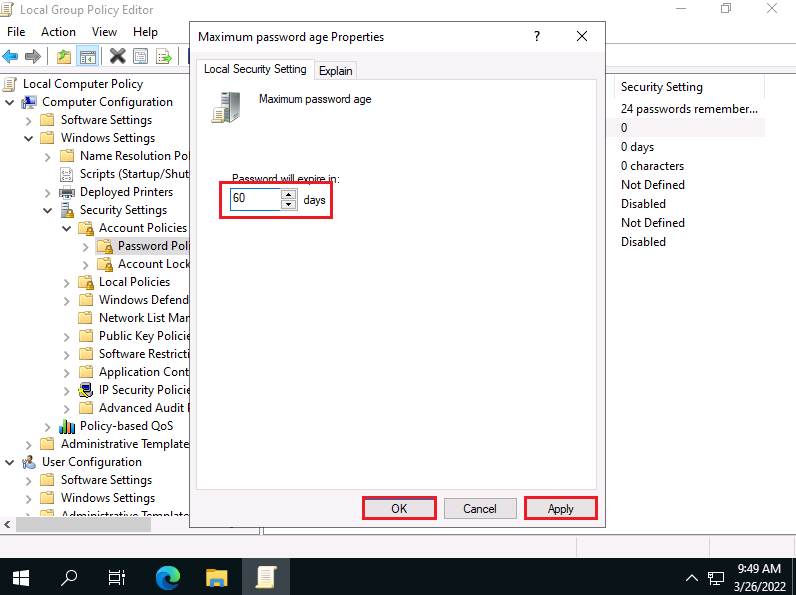 Local Group Policy Editor
File Action View Help
Maximum password age Properties
?
Local Security Setting
Explain
Maximum password age
Password will expire in:
60
days
OK
Cancel
Apply
Local Computer Policy
Computer Configuration
Software Settings
Windows Settings
Name Resolution Pol
Scripts (Startup/Shut
Deployed Printers
Security Settings
Account Policies
Password Poli
Account Lock
Local Policies
Windows Defend
Network List Man
Public Key Policie
Software Restricti
Application Cont
IP Security Policie
Advanced Audit P
Policy-based QoS
Administrative Template
User Configuration
Software Settings
Windows Settings
Administrative Template
Security Setting
24 passwords remember...
0
0 days
0 characters
Not Defined
Disabled
Not Defined
Disabled
9:49 AM
3/26/2022